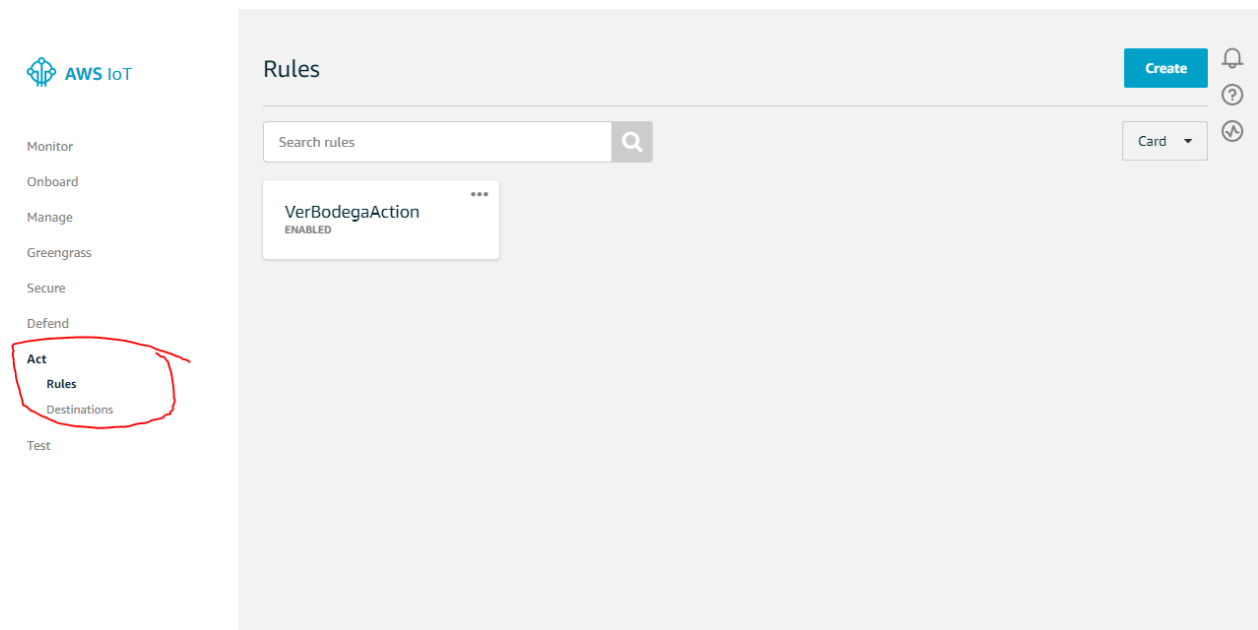 AWS IoT
Monitor
Onboard
Manage
Greengrass
Secure
Defend
Act
Rules
Destinations
Test
Rules
Create
Search rules
Card
VerBodegaAction
ENABLED